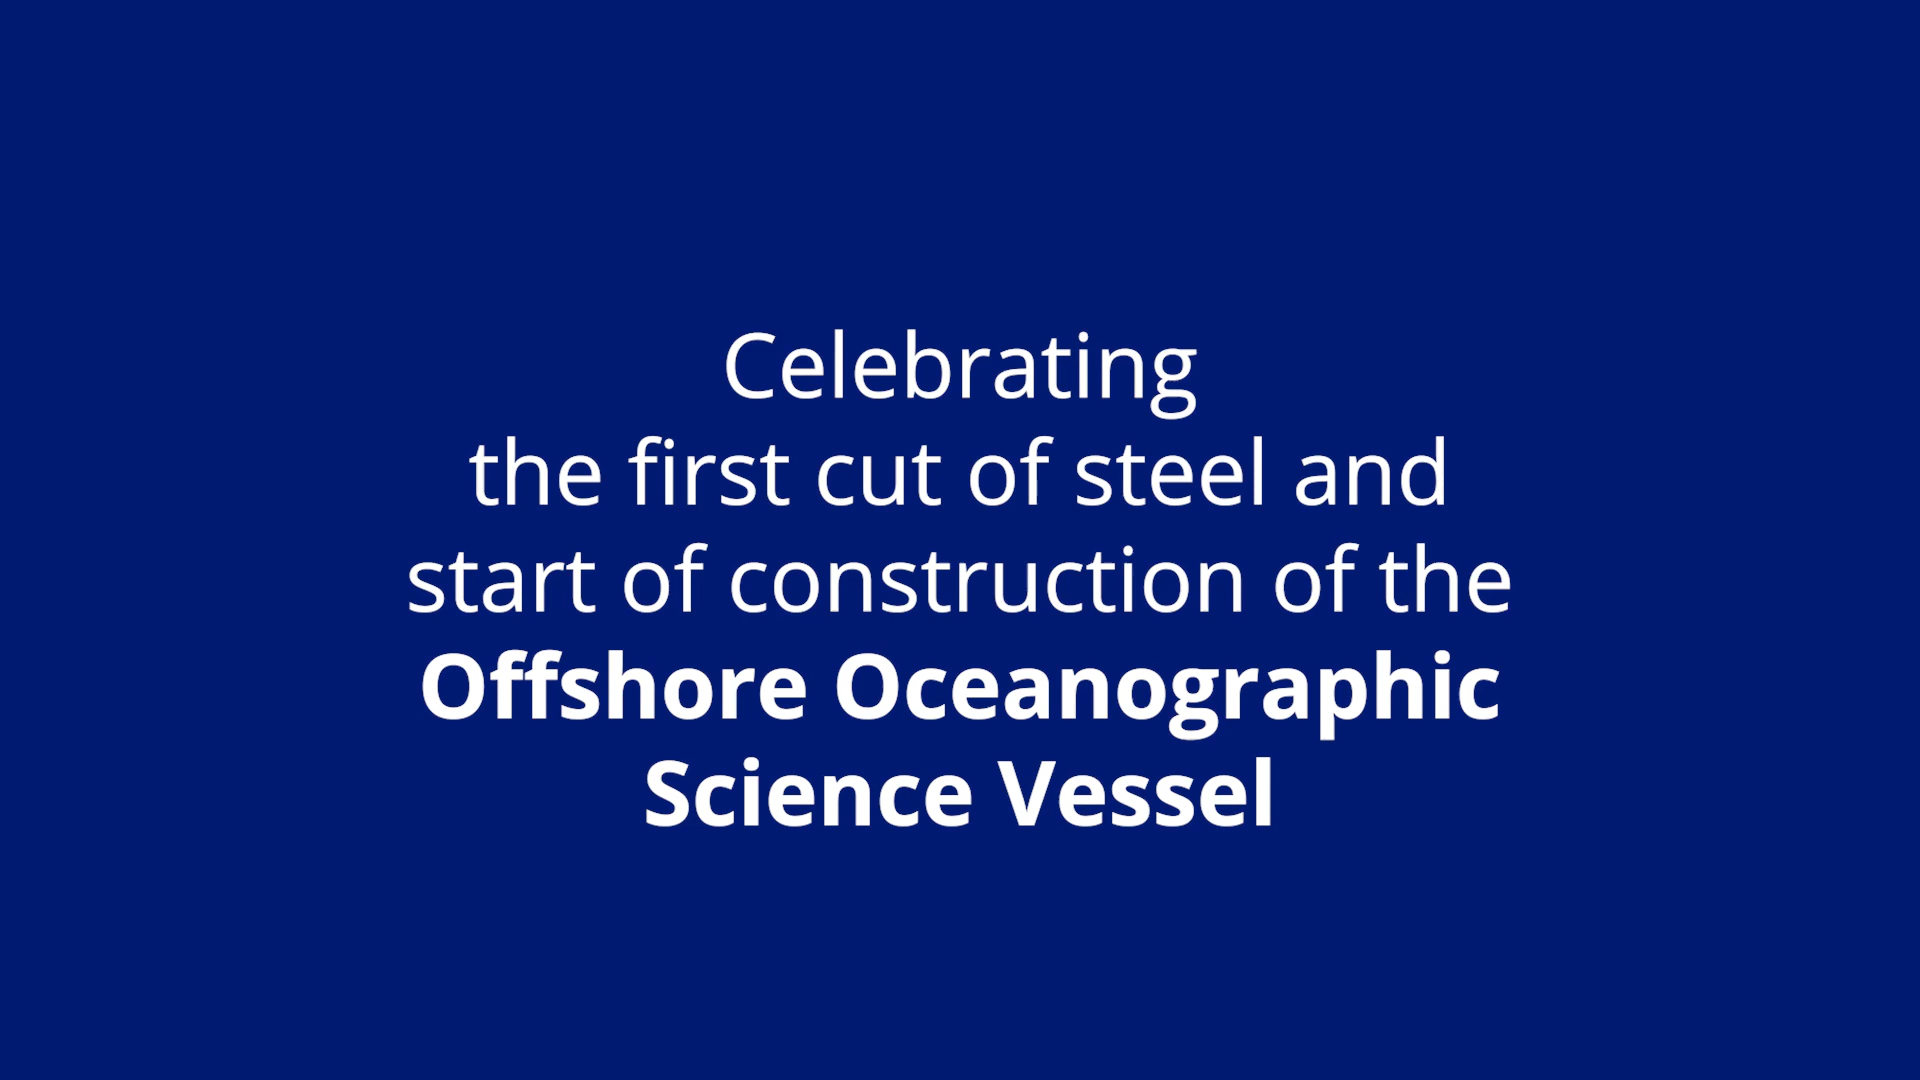 Celebrating
the first cut of steel and
start of construction of the
Offshore Oceanographic
Science Vessel